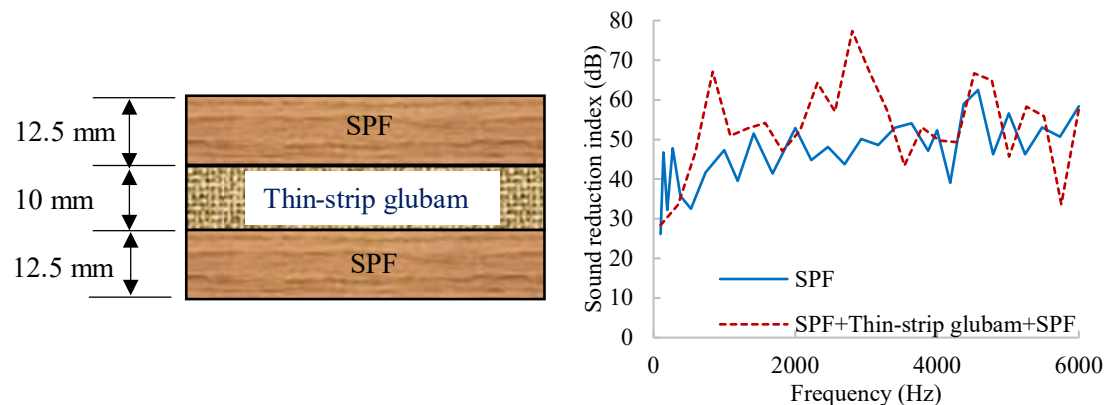 12.5 mm
SPF
10 mm
Thin-strip glubam
12.5 mm
SPF
Sound reduction index (dB)
80
70
60
50
40
30
20
10
0
SPF
SPF+Thin-strip glubam+SPF
0
2000
4000
6000
Frequency (Hz)